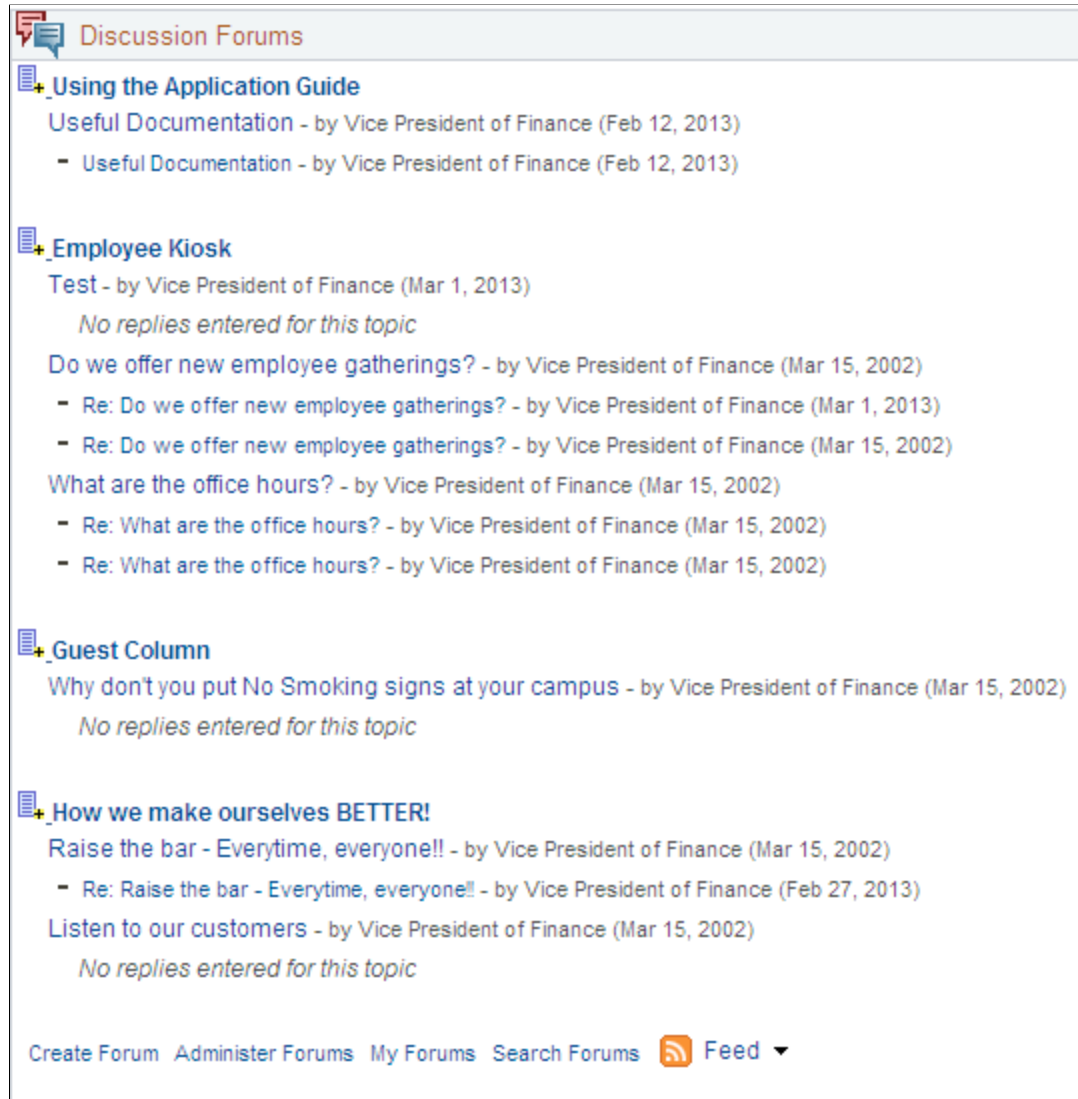 Discussion Forums
Using the Application Guide
Useful Documentation - by Vice President of Finance (Feb 12, 2013)
- Useful Documentation - by Vice President of Finance (Feb 12, 2013)
Employee Kiosk
Test - by Vice President of Finance (Mar 1, 2013)
No replies entered for this topic
Do we offer new employee gatherings? - by Vice President of Finance (Mar 15, 2002)
- Re: Do we offer new employee gatherings? - by Vice President of Finance (Mar 1, 2013)
- Re: Do we offer new employee gatherings? - by Vice President of Finance (Mar 15, 2002)
What are the office hours? - by Vice President of Finance (Mar 15, 2002)
- Re: What are the office hours? - by Vice President of Finance (Mar 15, 2002)
- Re: What are the office hours? - by Vice President of Finance (Mar 15, 2002)
Guest Column
Why don't you put No Smoking signs at your campus - by Vice President of Finance (Mar 15, 2002)
No replies entered for this topic
How we make ourselves BETTER!
Raise the bar - Everytime, everyone!! - by Vice President of Finance (Mar 15, 2002)
- Re: Raise the bar - Everytime, everyone!! - by Vice President of Finance (Feb 27, 2013)
Listen to our customers - by Vice President of Finance (Mar 15, 2002)
No replies entered for this topic
Create Forum Administer Forums My Forums Search Forums Feed